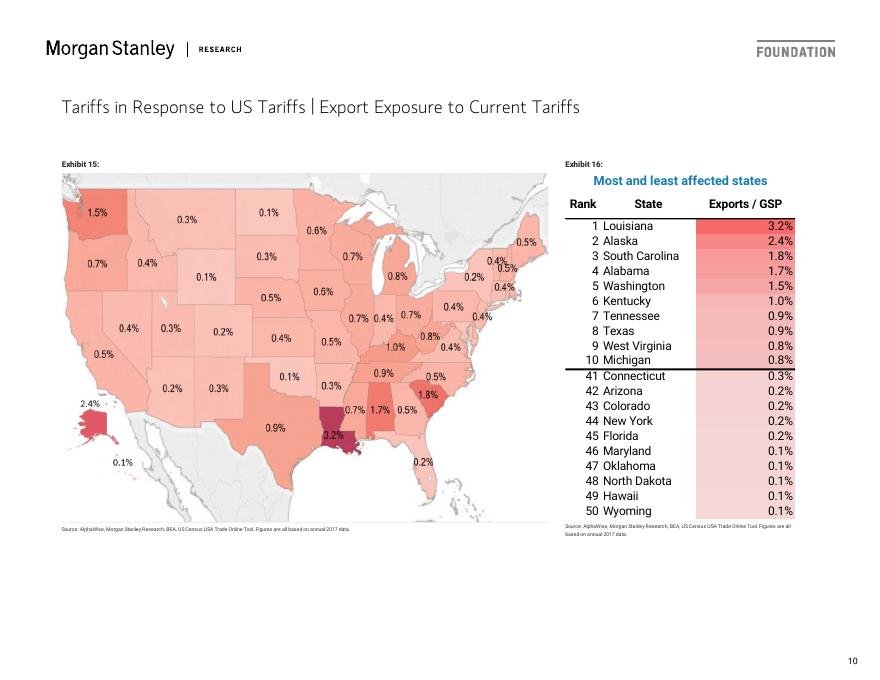 Morgan Stanley | RESEARCH
FOUNDATION
Tariffs in Response to US Tariffs | Export Exposure to Current Tariffs
Exhibit 15:
1.5%
0.3%
0.1%
0.6%
0.7%
0.4%
0.1%
0.3%
0.7%
0.8%
0.5%
0.4%
0.5%
0.2%
0.4%
0.5%
0.4%
0.3%
0.2%
0.5%
0.6%
0.4%
0.5%
0.7%
0.4%
0.7%
0.4%
0.4%
0.8%
0.4%
1.0%
0.2%
0.3%
0.1%
0.3%
0.9%
0.5%
1.8%
0.9%
3.2%
0.7%
1.7%
0.5%
0.2%
2.4%
0.1%
Source: AlphaWise, Morgan Stanley Research, BEA, US Census USA Trade Online Tool. Figures are all based on annual 2017 data.
Exhibit 16:
Most and least affected states
Rank State Exports / GSP
1 Louisiana 3.2%
2 Alaska 2.4%
3 South Carolina 1.8%
4 Alabama 1.7%
5 Washington 1.5%
6 Kentucky 1.0%
7 Tennessee 0.9%
8 Texas 0.9%
9 West Virginia 0.8%
10 Michigan 0.8%
41 Connecticut 0.3%
42 Arizona 0.2%
43 Colorado 0.2%
44 New York 0.2%
45 Florida 0.2%
46 Maryland 0.1%
47 Oklahoma 0.1%
48 North Dakota 0.1%
49 Hawaii 0.1%
50 Wyoming 0.1%
Source: AlphaWise, Morgan Stanley Research, BEA, US Census USA Trade Online Tool. Figures are all
based on annual 2017 data.
10